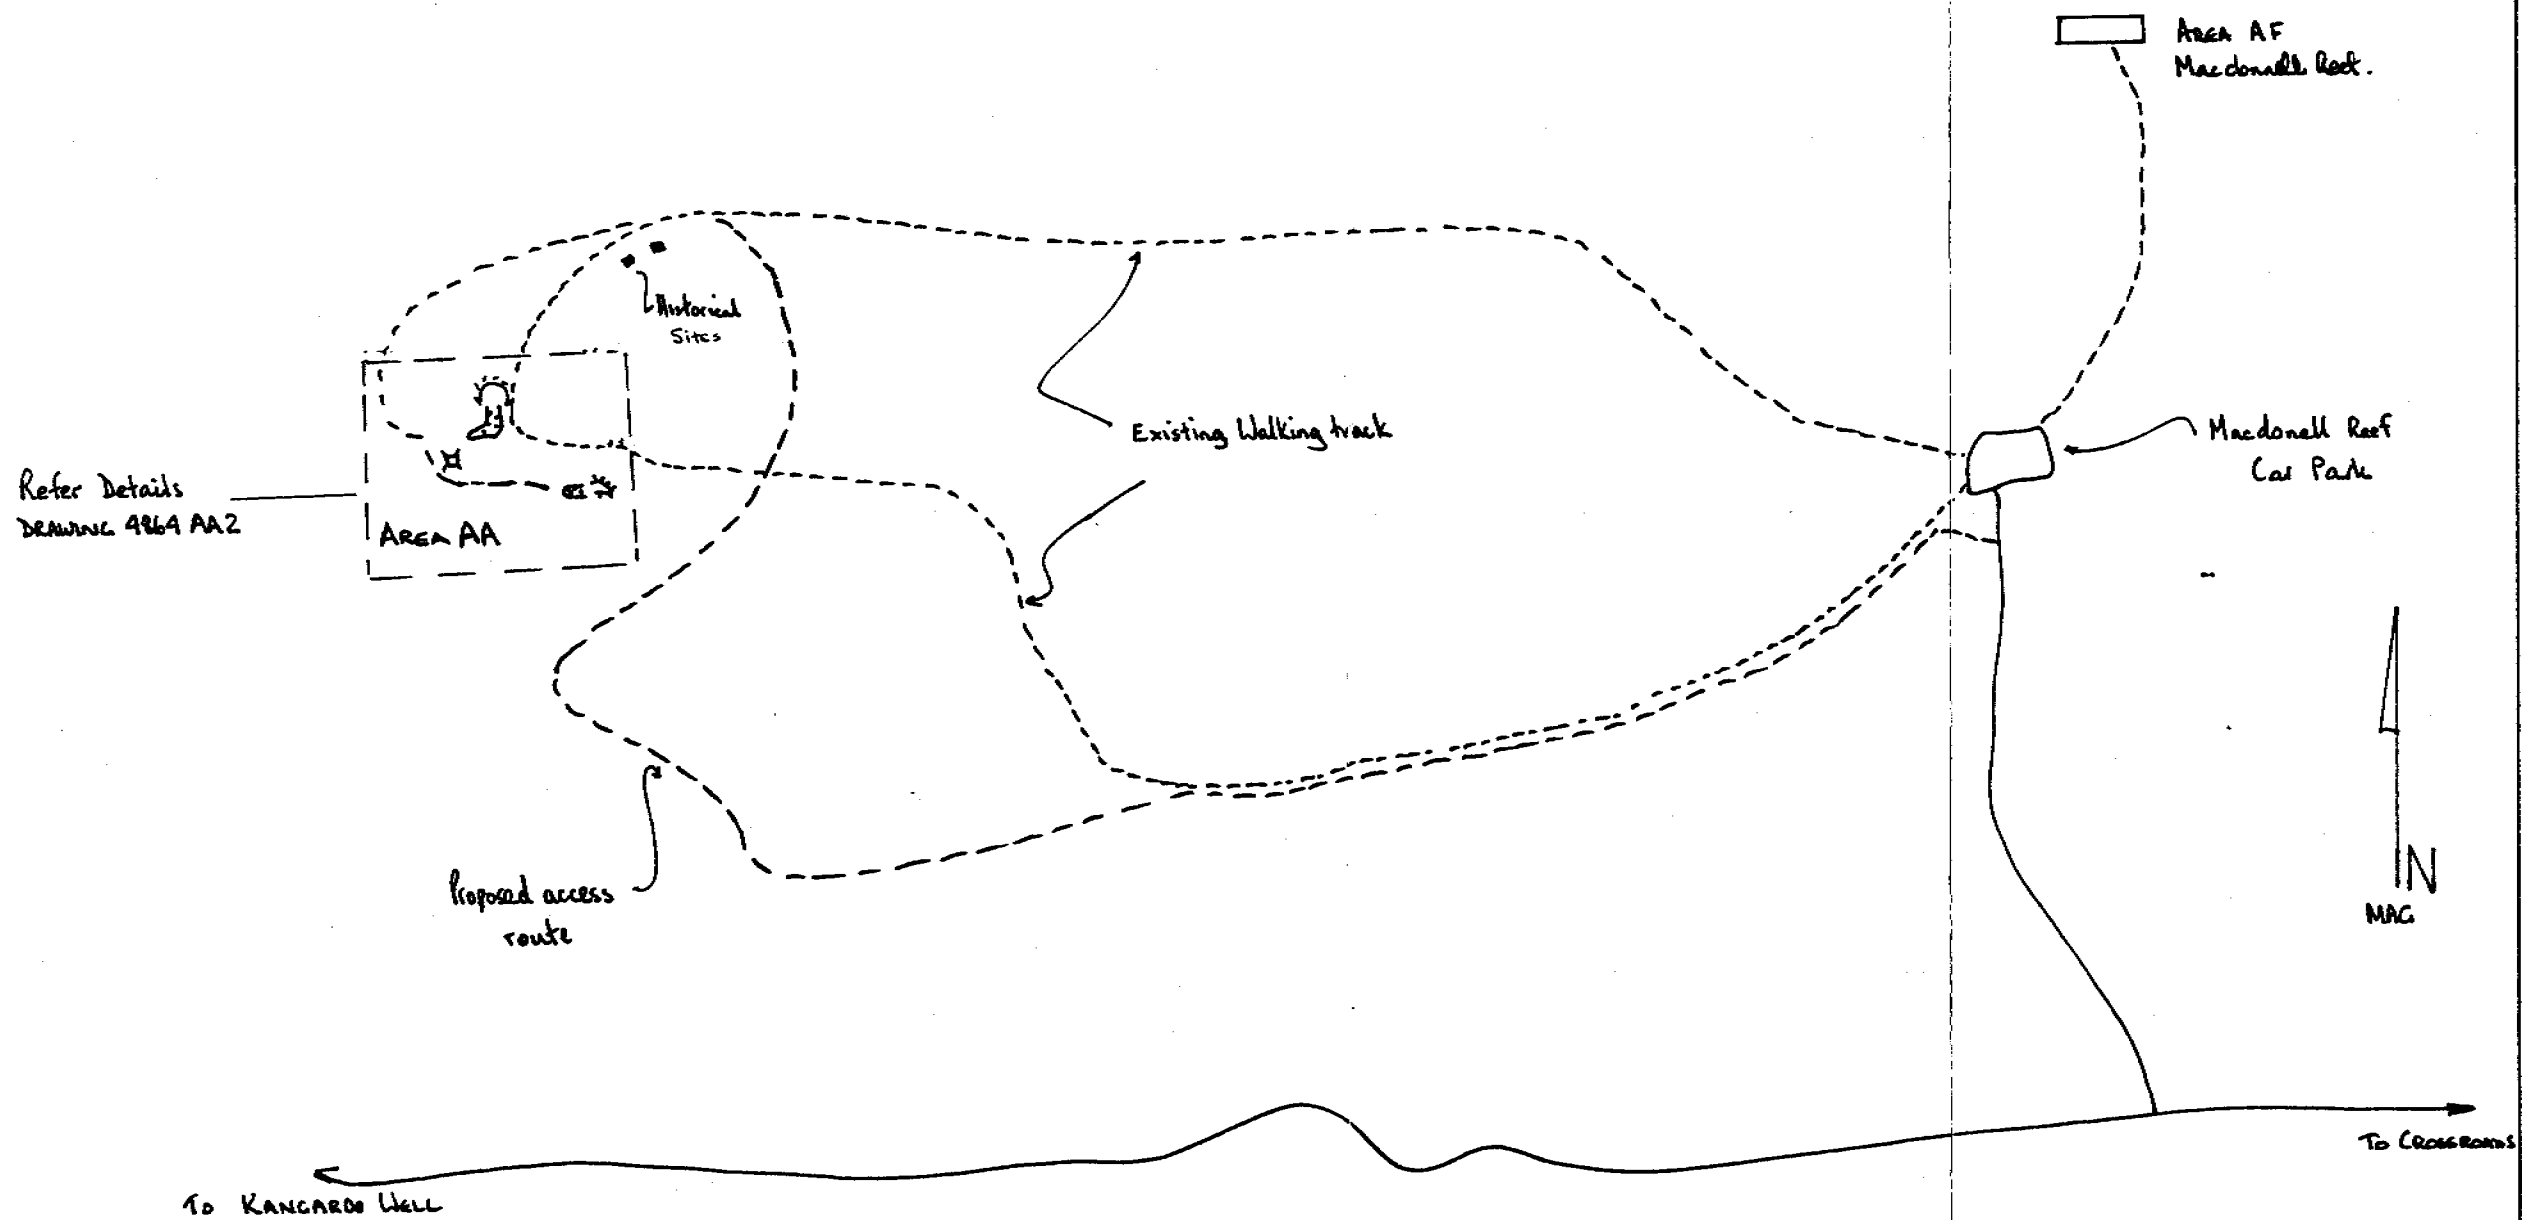 AREA AF
Macdonnell Reef.
Historical
Sites
Existing Walking track
Macdonell Reef
Car Park
Refer Details
DRAWING 4864 AA2
AREA AA
Proposed access
route
N
MAG
TO CROSSROADS
TO KANGAROO WELL